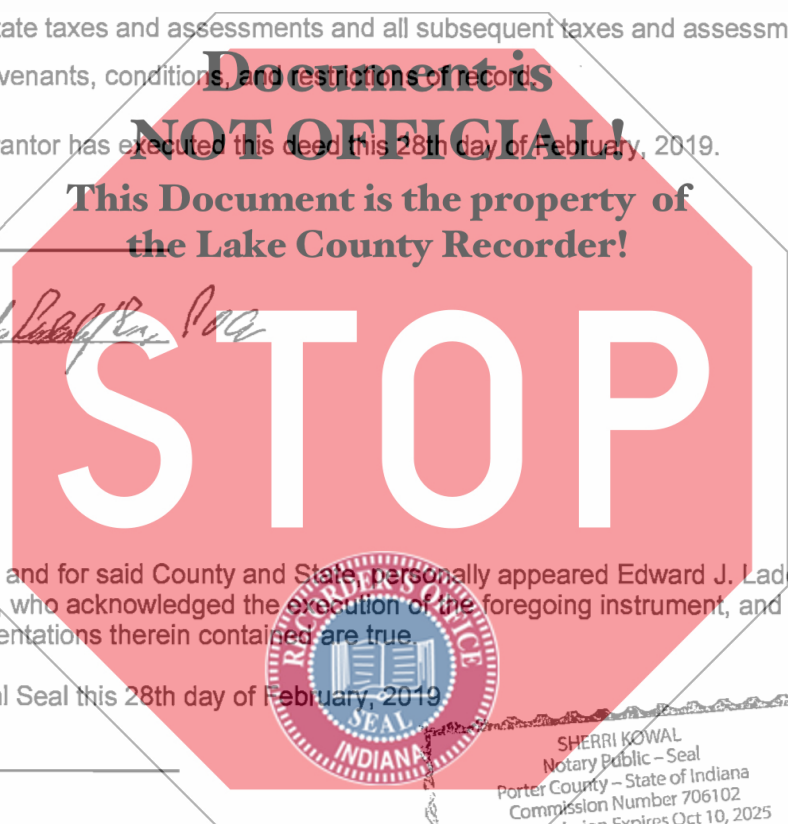 tate taxes and assessments and all subsequent taxes and assessm
Document is
venants, conditions, and restrictions of record.
NOT OFFICIAL!
antor has executed this deed this 28th day of February, 2019.
This Document is the property of
the Lake County Recorder!
POA
STOP
and for said County and State, personally appeared Edward J. Lad
who acknowledged the execution of the foregoing instrument, and
entations therein contained are true.
RECORDER'S OFFICE
SEAL
INDIANA
l Seal this 28th day of February, 2019
SHERRI KOWAL
Notary Public – Seal
Porter County – State of Indiana
Commission Number 706102
Expires Oct 10, 2025